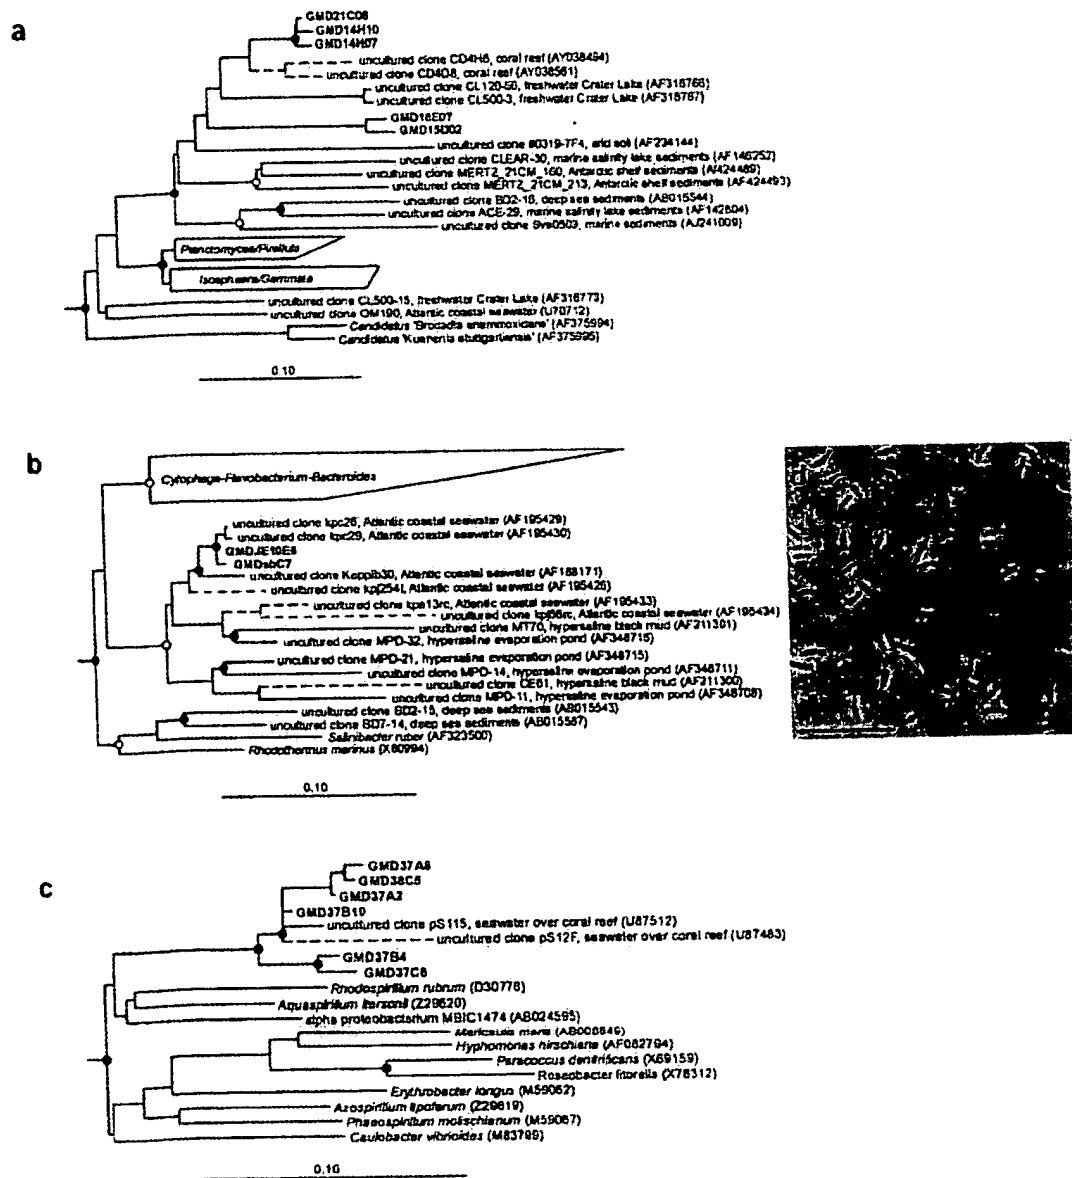 a
GMD21C08
GMD14H10
GMD14H07
uncultured clone CD4H8, coral reef (AY038494)
uncultured clone CD4D8, coral reef (AY038561)
uncultured clone CL120-56, freshwater Crater Lake (AF316766)
uncultured clone CL500-3, freshwater Crater Lake (AF316767)
GMD16E07
GMD15D02
uncultured clone #0319-7F4, arid soil (AF234144)
uncultured clone CLEAR-30, marine salinity lake sediments (AF146252)
uncultured clone MERTZ_21CM_160, Antarctic shelf sediments
uncultured clone MERTZ_21CM_213, Antarctic shelf sediments (AF424493)
uncultured clone BD2-16, deep sea sediments (AB015544)
uncultured clone ACE-29, marine salinity lake sediments (AF142804)
uncultured clone Sva0503, marine sediments (AJ241009)
Planctomyces/Pirellula
Isosphaera/Gemmata
uncultured clone CL500-15, freshwater Crater Lake (AF316773)
uncultured clone OM190, Atlantic coastal seawater (U70712)
Candidatus 'Brocadia anammoxidans' (AF375994)
Candidatus 'Kuenenia stuttgartiensis' (AF375995)
0.10
b
Cytophaga-Flavobacterium-Bacteroides
uncultured clone kpc26, Atlantic coastal seawater (AF195429)
uncultured clone kpc29, Atlantic coastal seawater (AF195430)
GMDJE10E6
GMDsbC7
uncultured clone Kappib30, Atlantic coastal seawater (AF188171)
uncultured clone kpj254i, Atlantic coastal seawater (AF195426)
uncultured clone kpa13rc, Atlantic coastal seawater (AF195433)
uncultured clone kpj56rc, Atlantic coastal seawater (AF195434)
uncultured clone MT70, hypersaline black mud (AF211301)
uncultured clone MPD-32, hypersaline evaporation pond (AF348716)
uncultured clone MPD-21, hypersaline evaporation pond (AF348715)
uncultured clone MPD-14, hypersaline evaporation pond (AF348711)
uncultured clone CE61, hypersaline black mud (AF211300)
uncultured clone MPD-11, hypersaline evaporation pond (AF348708)
uncultured clone BD2-15, deep sea sediments (AB015543)
uncultured clone BD7-14, deep sea sediments (AB015587)
Salinibacter ruber (AF323500)
Rhodothermus marinus (X80994)
0.10
c
GMD37A8
GMD38C5
GMD37A2
GMD37B10
uncultured clone pS115, seawater over coral reef (U87512)
uncultured clone pS12F, seawater over coral reef (U87483)
GMD37B4
GMD37C6
Rhodospirillum rubrum (D30778)
Aquaspirillum itersonii (Z29620)
alpha proteobacterium MBIC1474 (AB024595)
Maricaulis maris (AB008849)
Hyphomonas hirschiana (AF082794)
Paracoccus denitrificans (X69159)
Roseobacter litoralis (X78312)
Erythrobacter longus (M59062)
Azospirillum lipoferum (Z29619)
Phaeospirillum molischianum (M59067)
Caulobacter vibrioides (M83799)
0.10